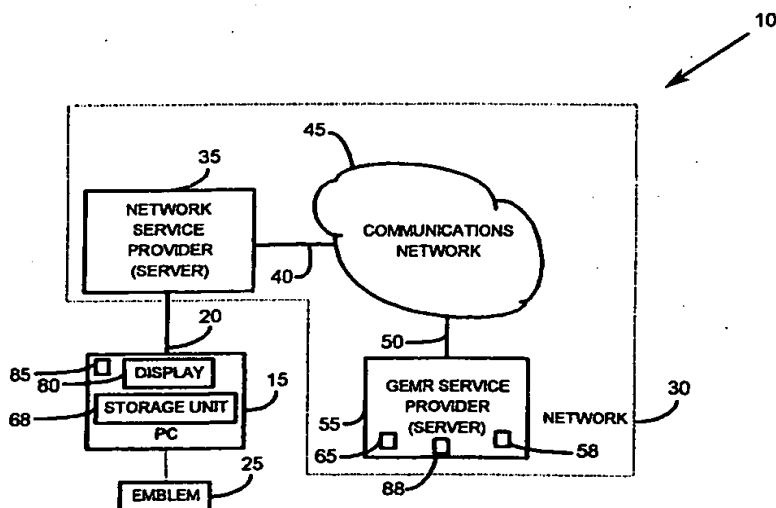 10
45
35
NETWORK
SERVICE
PROVIDER
(SERVER)
COMMUNICATIONS
NETWORK
40
20
50
85
DISPLAY
80
STORAGE UNIT
68
15
PC
GEMR SERVICE
PROVIDER
(SERVER)
55
65
88
58
NETWORK
30
EMBLEM
25